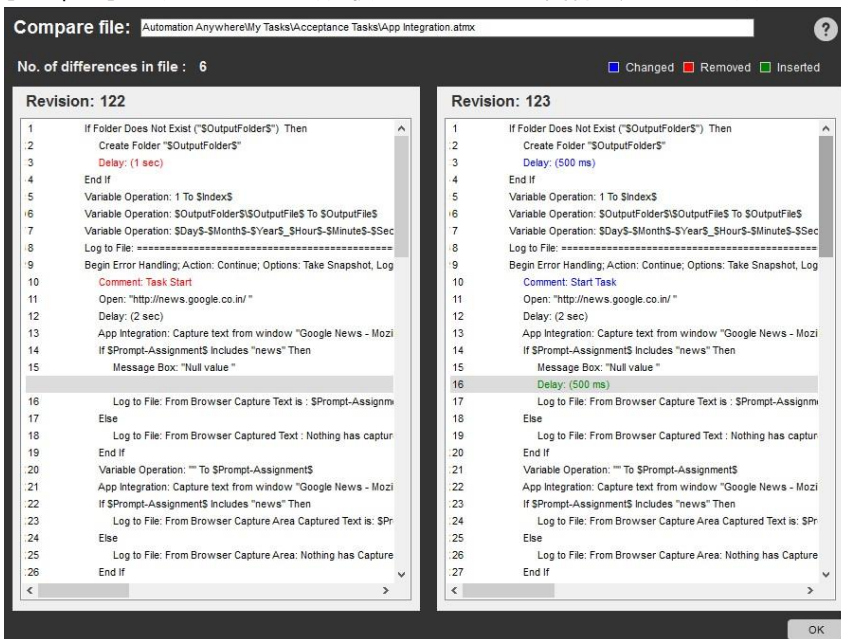 Compare file: Automation Anywhere\My Tasks\Acceptance Tasks\App Integration.atmx ?
No. of differences in file : 6 Changed Removed Inserted
Revision: 122
1 If Folder Does Not Exist ("$OutputFolder$") Then
2 Create Folder "$OutputFolder$"
3 Delay: (1 sec)
4 End If
5 Variable Operation: 1 To $Index$
6 Variable Operation: $OutputFolder$\$OutputFile$ To $OutputFile$
7 Variable Operation: $Day$-$Month$-$Year$_$Hour$-$Minute$-$Sec
8 Log to File: ==========================================
9 Begin Error Handling; Action: Continue; Options: Take Snapshot, Log
10 Comment: Task Start
11 Open: "http://news.google.co.in/ "
12 Delay: (2 sec)
13 App Integration: Capture text from window "Google News - Mozi
14 If $Prompt-Assignment$ Includes "news" Then
15 Message Box: "Null value "
16 Log to File: From Browser Capture Text is : $Prompt-Assignm
17 Else
18 Log to File: From Browser Captured Text : Nothing has captur
19 End If
20 Variable Operation: "" To $Prompt-Assignment$
21 App Integration: Capture text from window "Google News - Mozi
22 If $Prompt-Assignment$ Includes "news" Then
23 Log to File: From Browser Capture Area Captured Text is: $Pr
24 Else
25 Log to File: From Browser Capture Area: Nothing has Capture
26 End If
Revision: 123
1 If Folder Does Not Exist ("$OutputFolder$") Then
2 Create Folder "$OutputFolder$"
3 Delay: (500 ms)
4 End If
5 Variable Operation: 1 To $Index$
6 Variable Operation: $OutputFolder$\$OutputFile$ To $OutputFile$
7 Variable Operation: $Day$-$Month$-$Year$_$Hour$-$Minute$-$Sec
8 Log to File: ==========================================
9 Begin Error Handling; Action: Continue; Options: Take Snapshot, Log
10 Comment: Start Task
11 Open: "http://news.google.co.in/ "
12 Delay: (2 sec)
13 App Integration: Capture text from window "Google News - Mozi
14 If $Prompt-Assignment$ Includes "news" Then
15 Message Box: "Null value "
16 Delay: (500 ms)
17 Log to File: From Browser Capture Text is : $Prompt-Assignm
18 Else
19 Log to File: From Browser Captured Text : Nothing has captur
20 End If
21 Variable Operation: "" To $Prompt-Assignment$
22 App Integration: Capture text from window "Google News - Mozi
23 If $Prompt-Assignment$ Includes "news" Then
24 Log to File: From Browser Capture Area Captured Text is: $Pr
25 Else
26 Log to File: From Browser Capture Area: Nothing has Capture
27 End If
OK